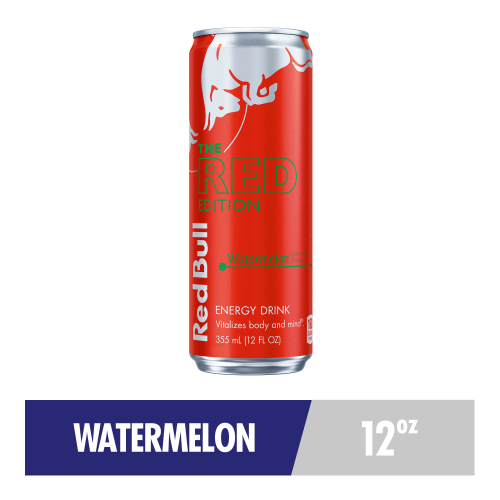 THE
RED
EDITION
Red Bull
Watermelon
ENERGY DRINK
Vitalizes body and mind®.
355 mL (12 FL OZ)
WATERMELON
12oz